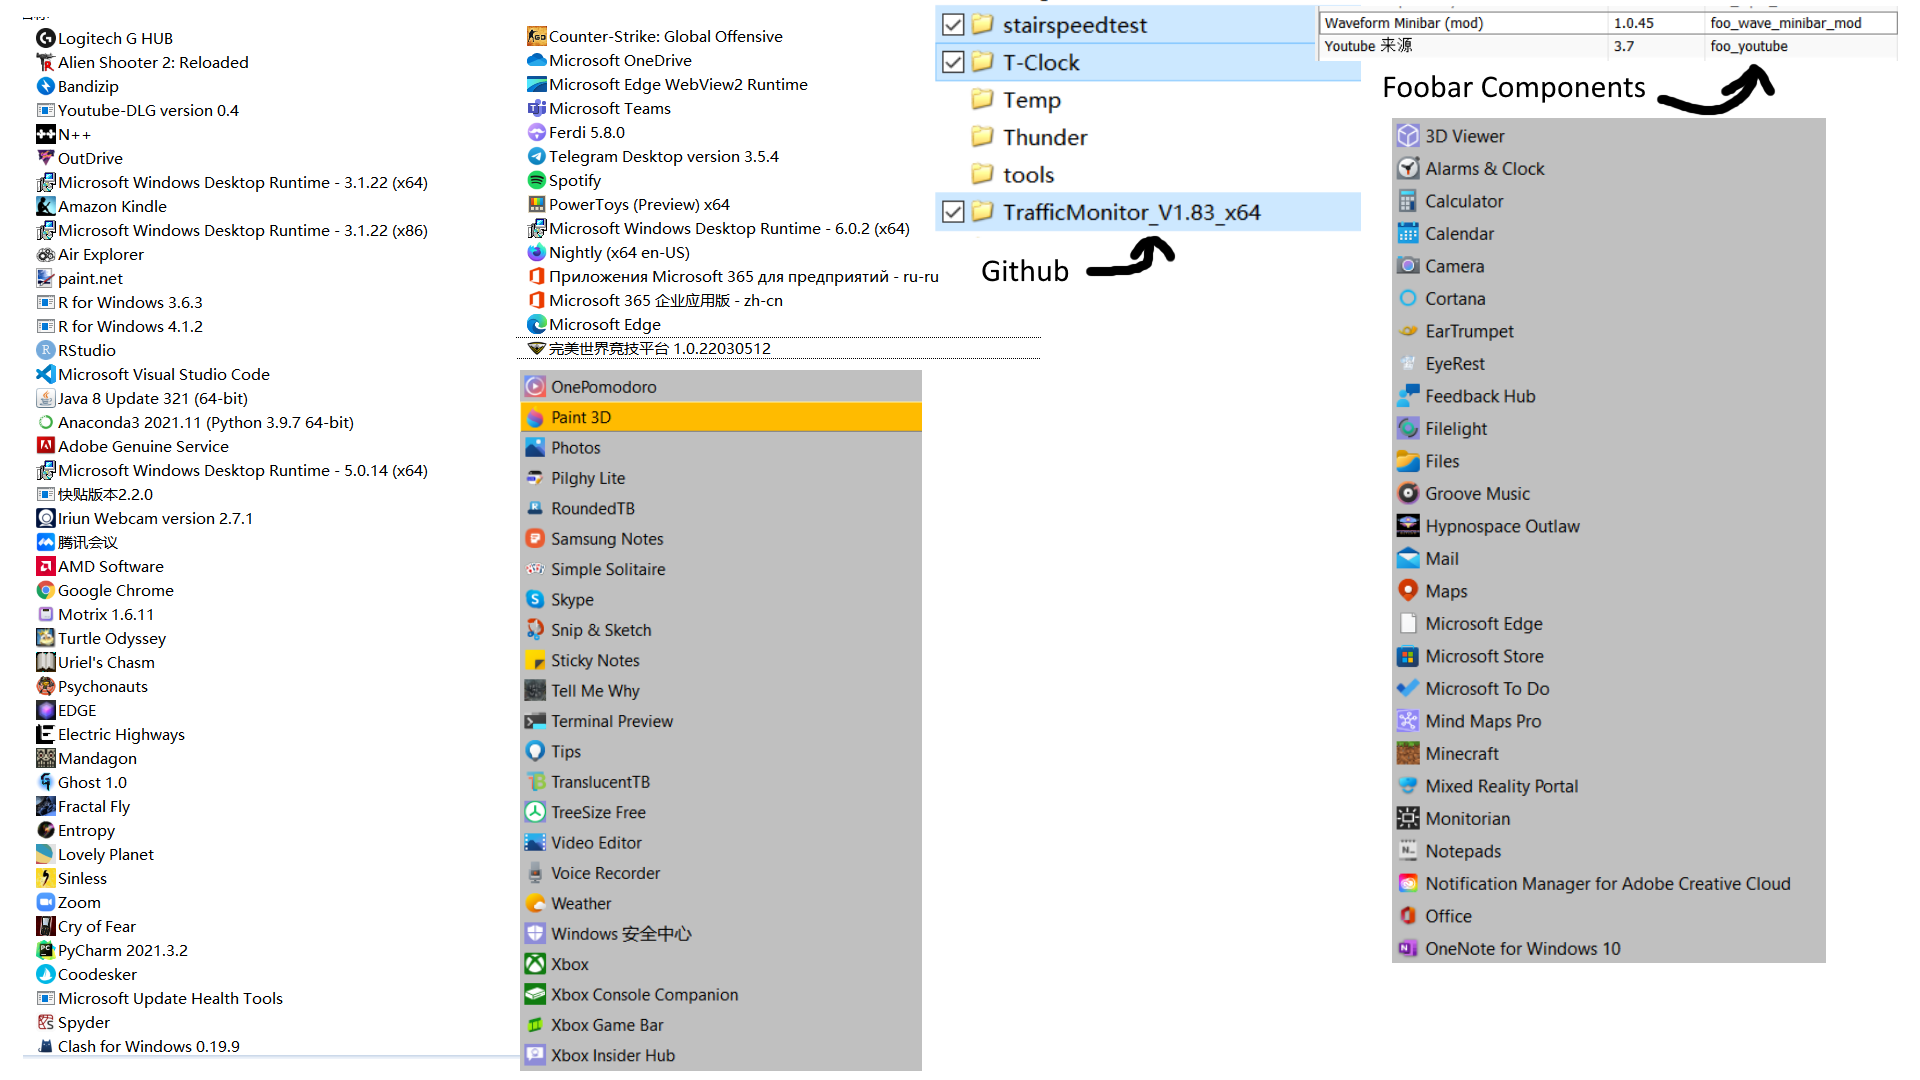 Logitech G HUB
Alien Shooter 2: Reloaded
Bandizip
Youtube-DLG version 0.4
N++
OutDrive
Microsoft Windows Desktop Runtime - 3.1.22 (x64)
Amazon Kindle
Microsoft Windows Desktop Runtime - 3.1.22 (x86)
Air Explorer
paint.net
R for Windows 3.6.3
R for Windows 4.1.2
RStudio
Microsoft Visual Studio Code
Java 8 Update 321 (64-bit)
Anaconda3 2021.11 (Python 3.9.7 64-bit)
Adobe Genuine Service
Microsoft Windows Desktop Runtime - 5.0.14 (x64)
快贴版本2.2.0
Iriun Webcam version 2.7.1
腾讯会议
AMD Software
Google Chrome
Motrix 1.6.11
Turtle Odyssey
Uriel's Chasm
Psychonauts
EDGE
Electric Highways
Mandagon
Ghost 1.0
Fractal Fly
Entropy
Lovely Planet
Sinless
Zoom
Cry of Fear
PyCharm 2021.3.2
Coodesker
Microsoft Update Health Tools
Spyder
Clash for Windows 0.19.9
Counter-Strike: Global Offensive
Microsoft OneDrive
Microsoft Edge WebView2 Runtime
Microsoft Teams
Ferdi 5.8.0
Telegram Desktop version 3.5.4
Spotify
PowerToys (Preview) x64
Microsoft Windows Desktop Runtime - 6.0.2 (x64)
Nightly (x64 en-US)
Приложения Microsoft 365 для предприятий - ru-ru
Microsoft 365 企业应用版 - zh-cn
Microsoft Edge
完美世界竞技平台 1.0.22030512
OnePomodoro
Paint 3D
Photos
Pilghy Lite
RoundedTB
Samsung Notes
Simple Solitaire
Skype
Snip & Sketch
Sticky Notes
Tell Me Why
Terminal Preview
Tips
TranslucentTB
TreeSize Free
Video Editor
Voice Recorder
Weather
Windows 安全中心
Xbox
Xbox Console Companion
Xbox Game Bar
Xbox Insider Hub
stairspeedtest
T-Clock
Temp
Thunder
tools
TrafficMonitor_V1.83_x64
Github
Waveform Minibar (mod) 1.0.45 foo_wave_minibar_mod
Youtube 来源 3.7 foo_youtube
Foobar Components
3D Viewer
Alarms & Clock
Calculator
Calendar
Camera
Cortana
EarTrumpet
EyeRest
Feedback Hub
Filelight
Files
Groove Music
Hypnospace Outlaw
Mail
Maps
Microsoft Edge
Microsoft Store
Microsoft To Do
Mind Maps Pro
Minecraft
Mixed Reality Portal
Monitorian
Notepads
Notification Manager for Adobe Creative Cloud
Office
OneNote for Windows 10